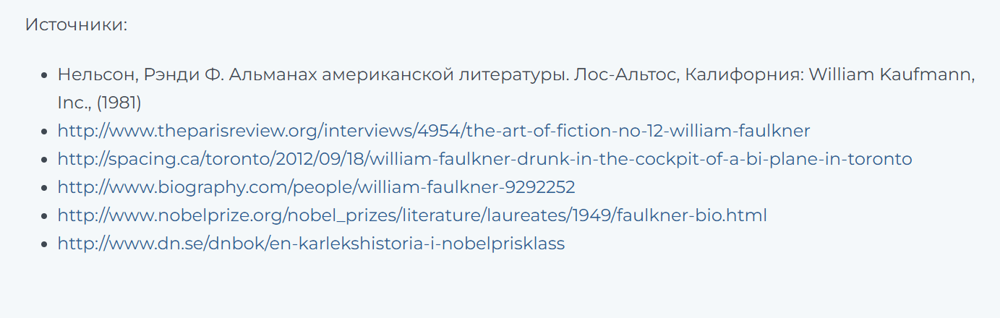 Источники:
Нельсон, Рэнди Ф. Альманах американской литературы. Лос-Альтос, Калифорния: William Kaufmann,
Inc., (1981)
http://www.theparisreview.org/interviews/4954/the-art-of-fiction-no-12-william-faulkner
http://spacing.ca/toronto/2012/09/18/william-faulkner-drunk-in-the-cockpit-of-a-bi-plane-in-toronto
http://www.biography.com/people/william-faulkner-9292252
http://www.nobelprize.org/nobel_prizes/literature/laureates/1949/faulkner-bio.html
http://www.dn.se/dnbok/en-karlekshistoria-i-nobelprisklass